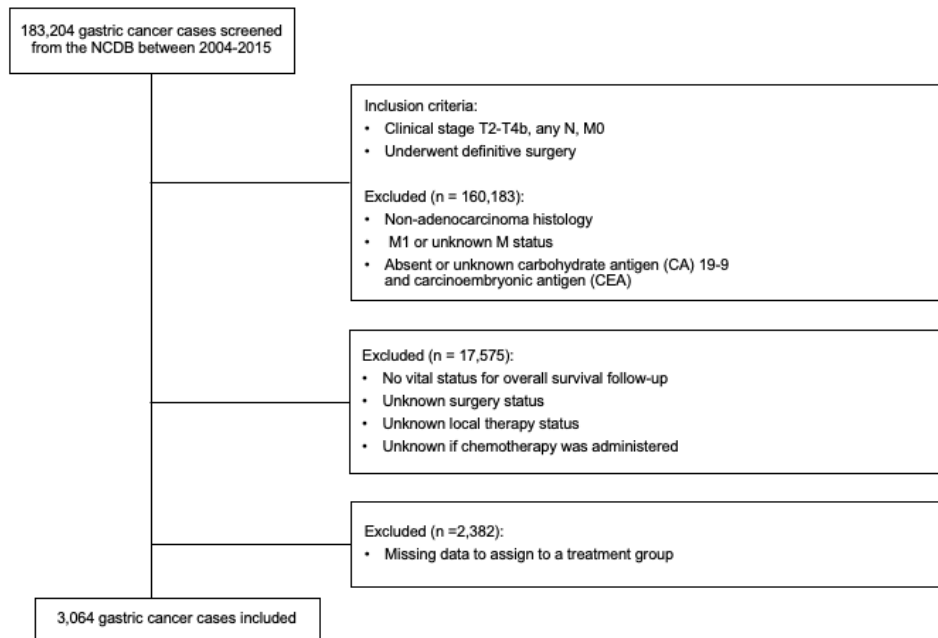 183,204 gastric cancer cases screened
from the NCDB between 2004-2015
Inclusion criteria:
• Clinical stage T2-T4b, any N, M0
• Underwent definitive surgery
Excluded (n = 160,183):
• Non-adenocarcinoma histology
• M1 or unknown M status
• Absent or unknown carbohydrate antigen (CA) 19-9
and carcinoembryonic antigen (CEA)
Excluded (n = 17,575):
• No vital status for overall survival follow-up
• Unknown surgery status
• Unknown local therapy status
• Unknown if chemotherapy was administered
Excluded (n =2,382):
• Missing data to assign to a treatment group
3,064 gastric cancer cases included